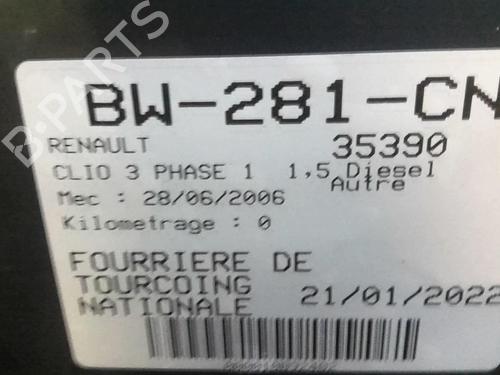 B-PARTS
BW-281-CN
RENAULT 35390
CLIO 3 PHASE 1 1,5 Diesel
Autre
Mec : 28/06/2006
Kilometrage : 0
FOURRIERE DE
TOURCOING
NATIONALE 21/01/2022